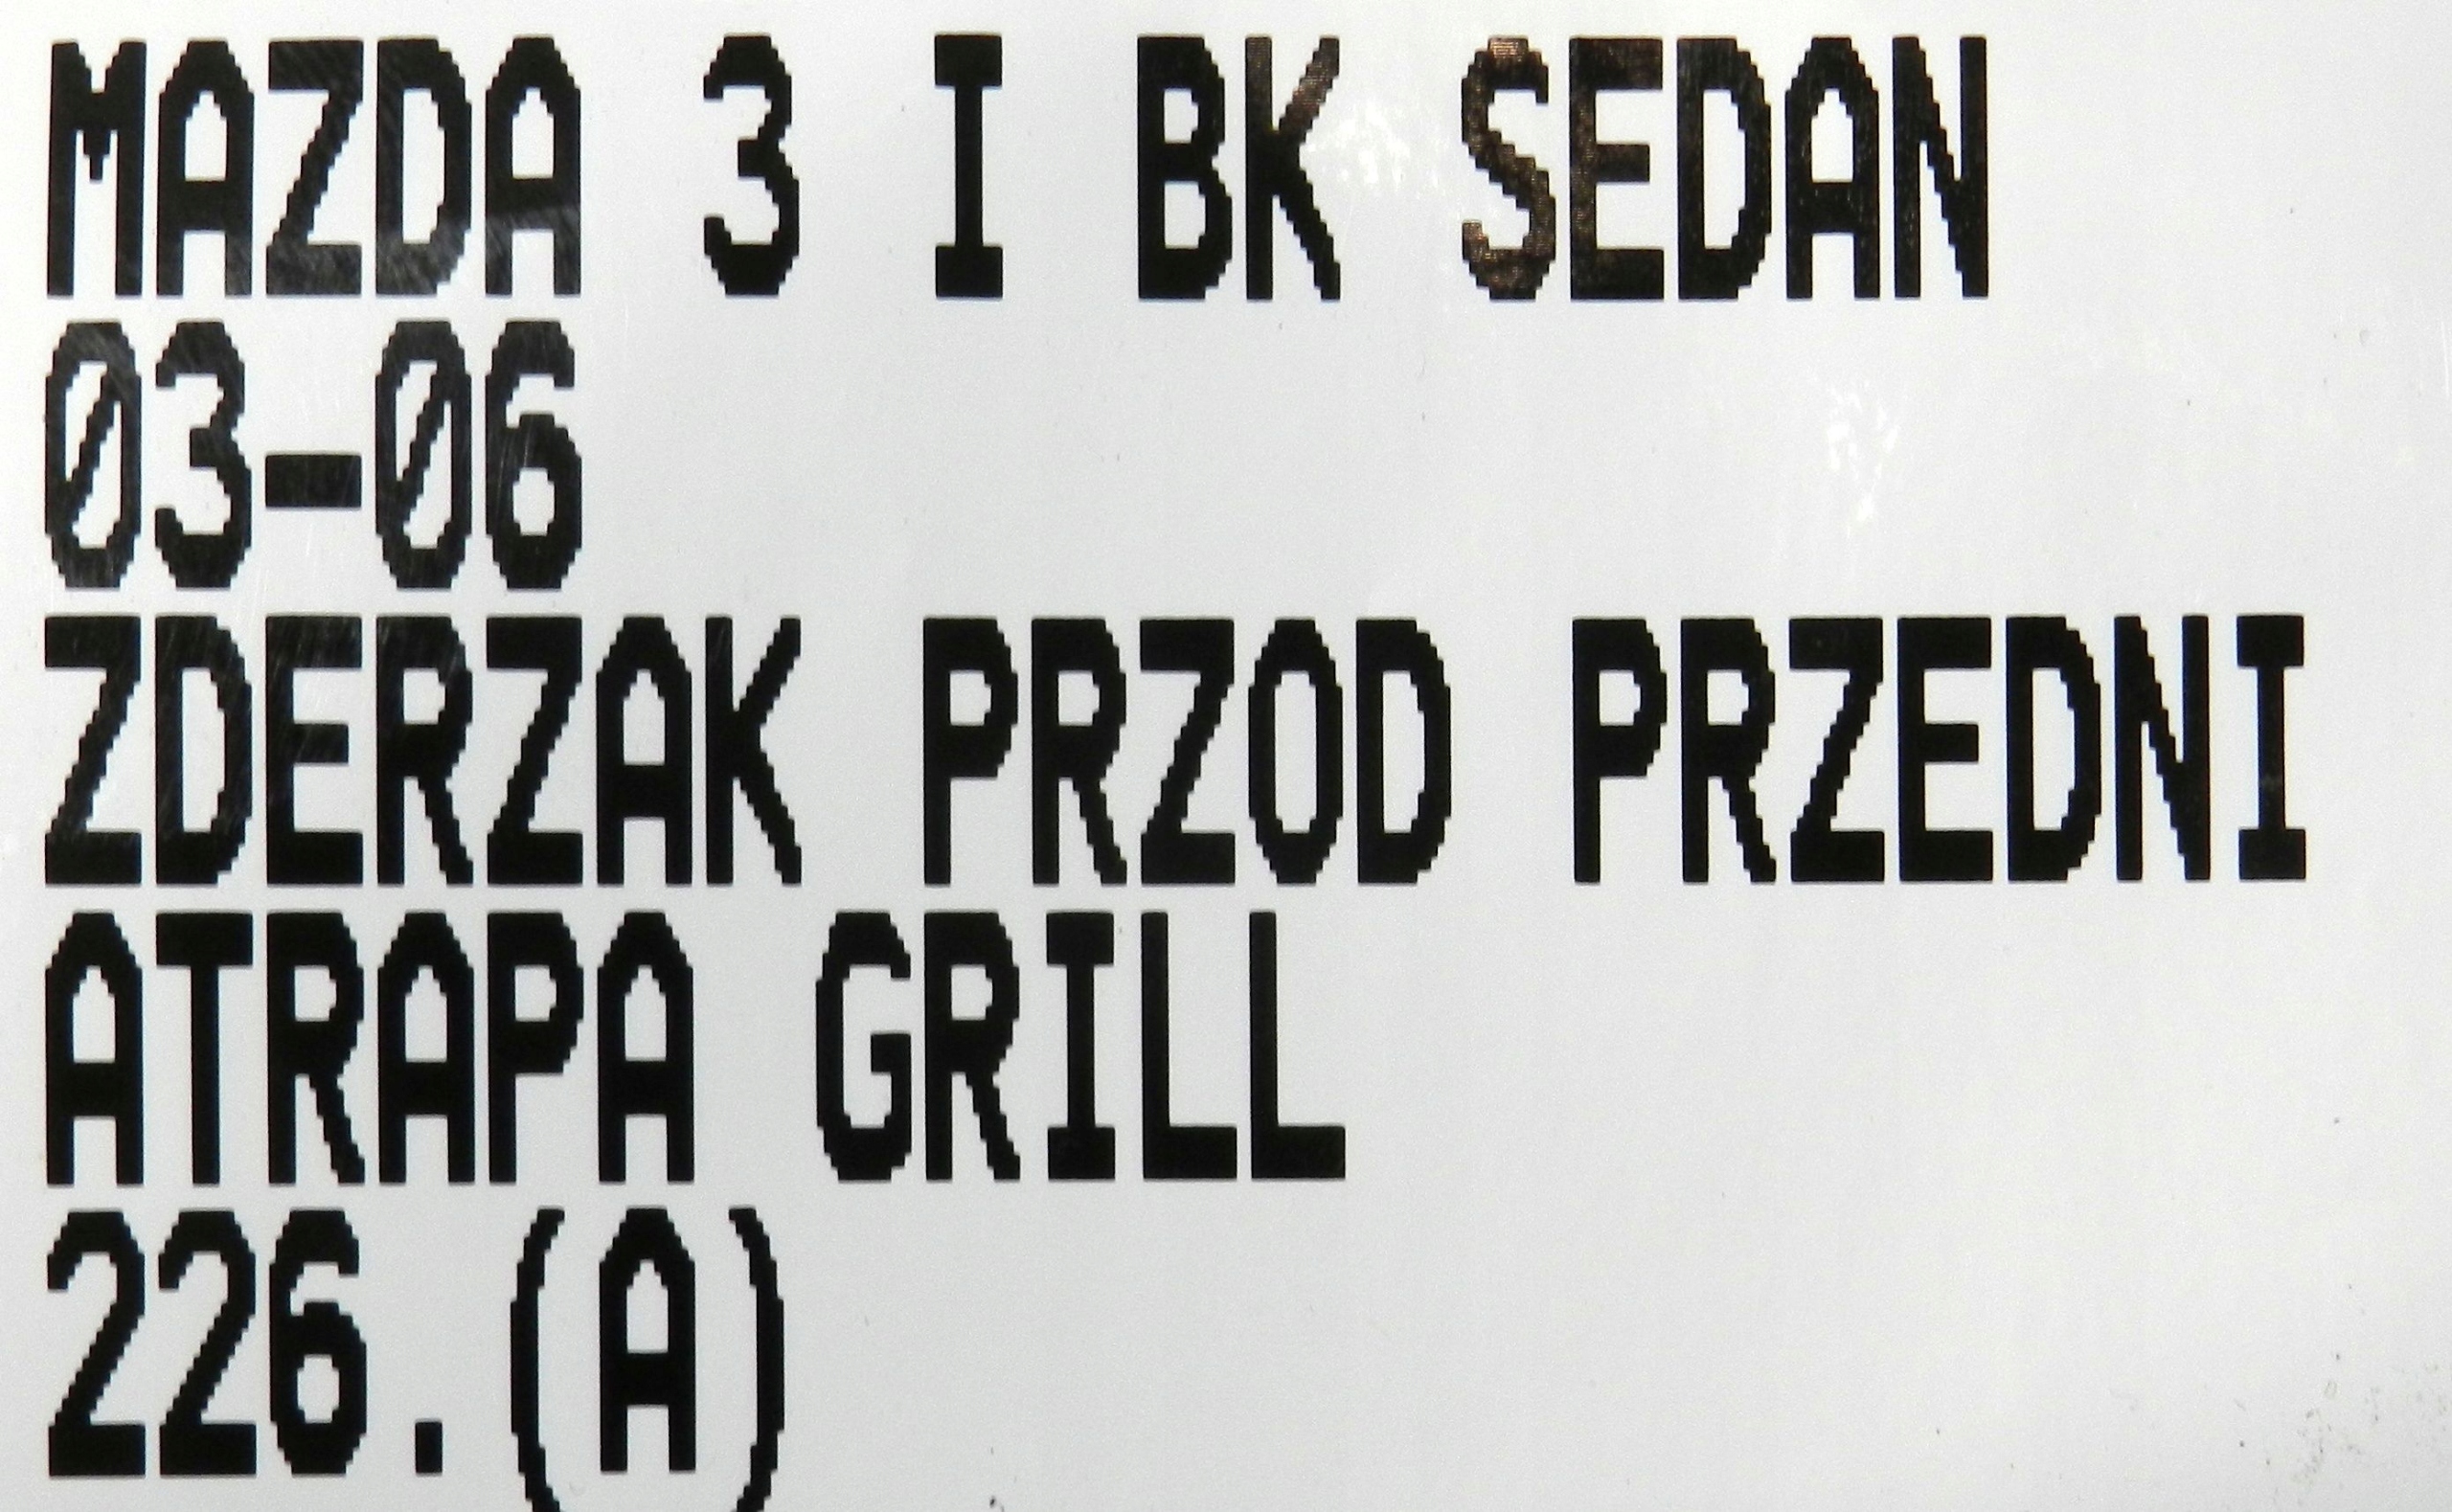 MAZDA 3 I BK SEDAN
03-06
ZDERZAK PRZOD PRZEDNI
ATRAPA GRILL
226.(A)